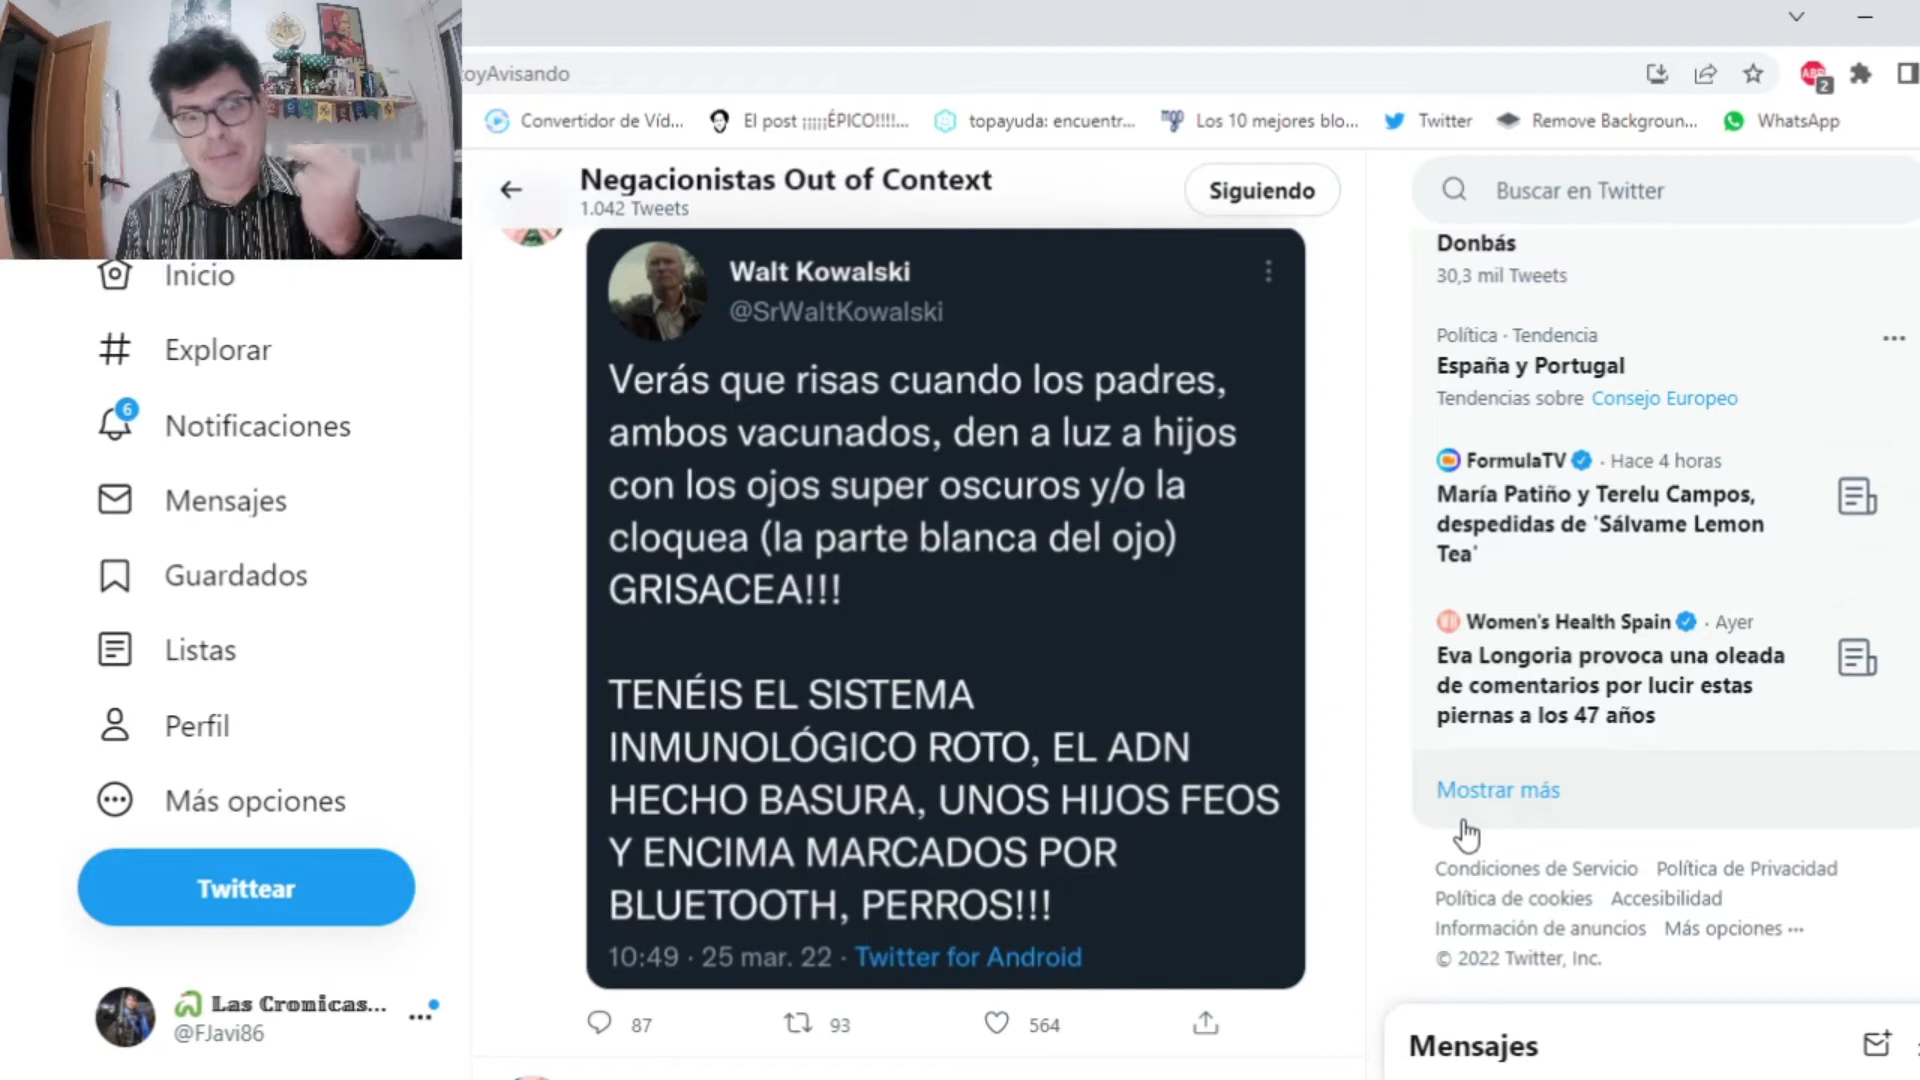 oyAvisando
ABP
2
Convertidor de Víd...
El post ¡¡¡¡¡ÉPICO!!!!...
topayuda: encuentr...
Los 10 mejores blo...
Twitter
Remove Backgroun...
WhatsApp
Negacionistas Out of Context
1.042 Tweets
Siguiendo
Buscar en Twitter
Inicio
Explorar
6
Notificaciones
Mensajes
Guardados
Listas
Perfil
Más opciones
Twittear
Las Cronicas...
@FJavi86
Walt Kowalski
@SrWaltKowalski
Verás que risas cuando los padres,
ambos vacunados, den a luz a hijos
con los ojos super oscuros y/o la
cloquea (la parte blanca del ojo)
GRISACEA!!!
TENÉIS EL SISTEMA
INMUNOLÓGICO ROTO, EL ADN
HECHO BASURA, UNOS HIJOS FEOS
Y ENCIMA MARCADOS POR
BLUETOOTH, PERROS!!!
10:49 · 25 mar. 22 · Twitter for Android
87
93
564
Donbás
30,3 mil Tweets
Política · Tendencia
España y Portugal
Tendencias sobre Consejo Europeo
FormulaTV · Hace 4 horas
María Patiño y Terelu Campos,
despedidas de 'Sálvame Lemon
Tea'
Women's Health Spain · Ayer
Eva Longoria provoca una oleada
de comentarios por lucir estas
piernas a los 47 años
Mostrar más
Condiciones de Servicio Política de Privacidad
Política de cookies Accesibilidad
Información de anuncios Más opciones ···
© 2022 Twitter, Inc.
Mensajes